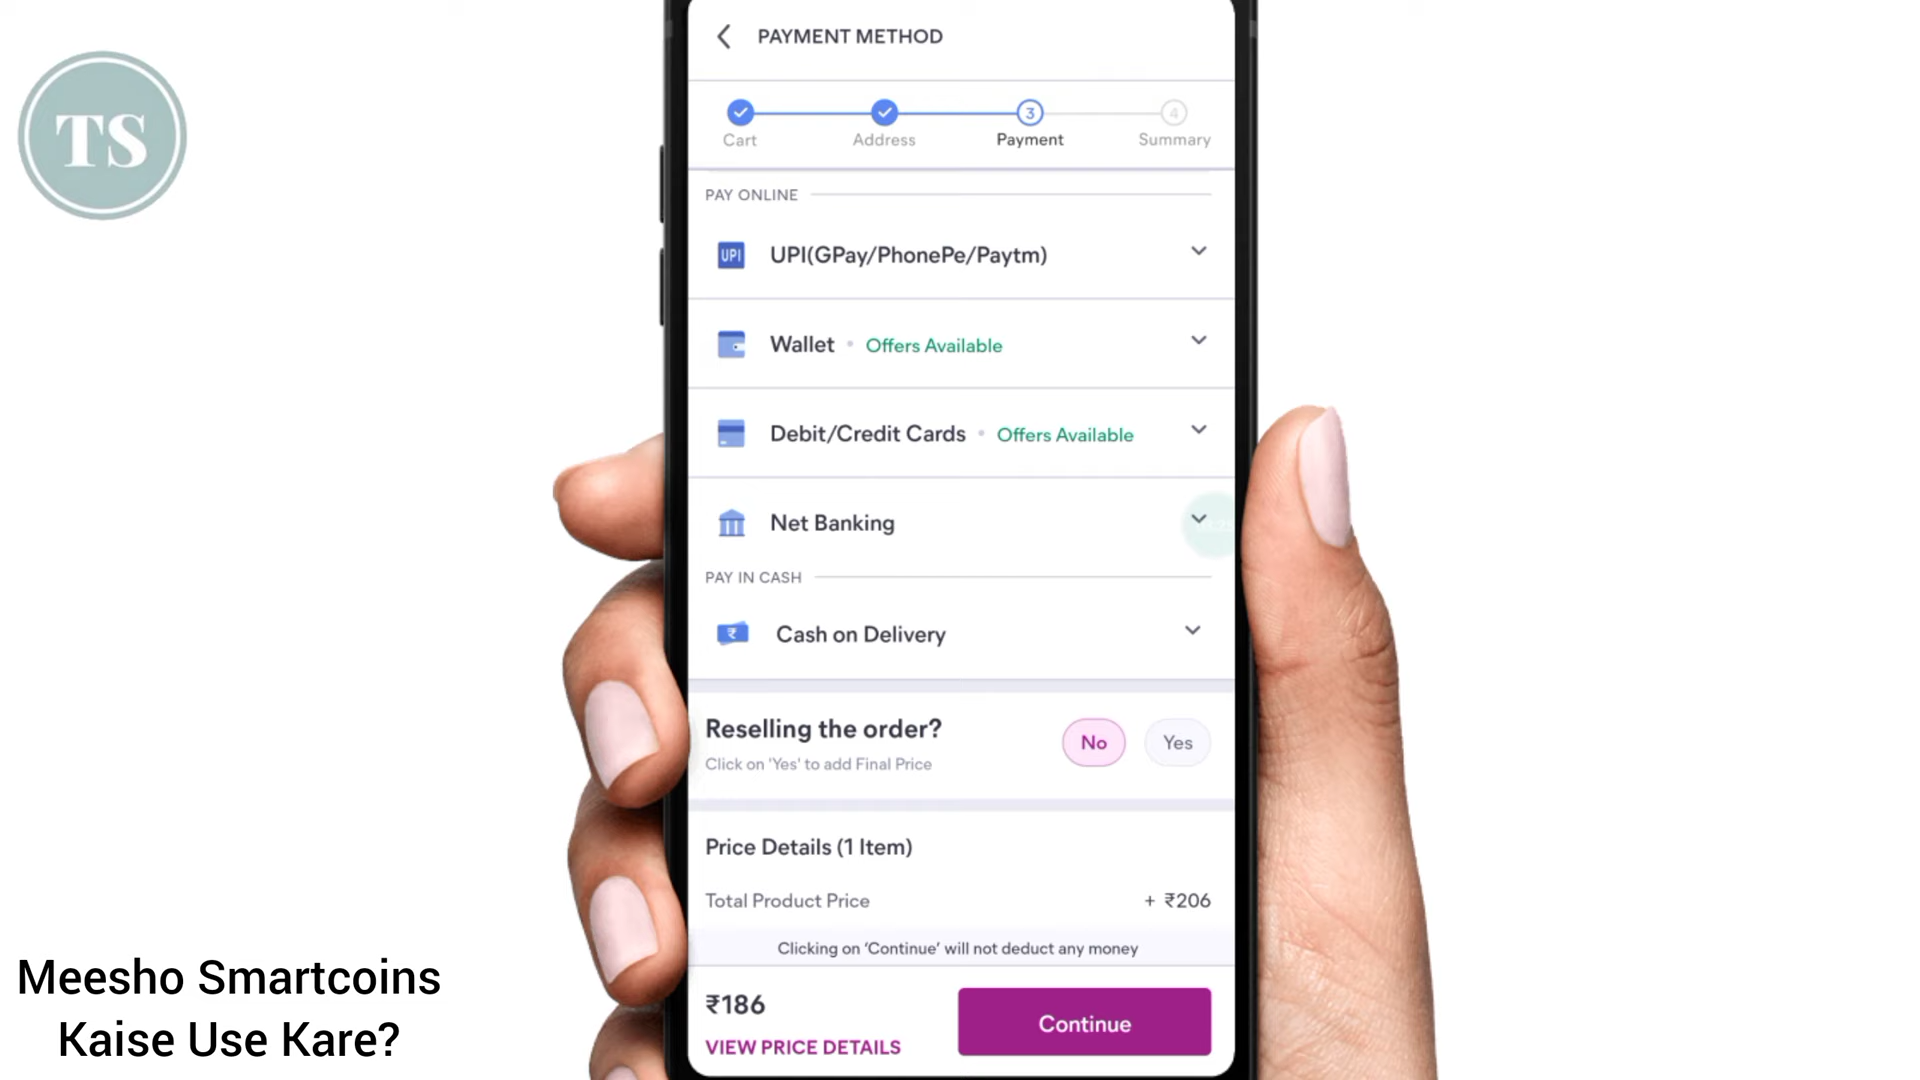 TS
PAYMENT METHOD
Cart
Address
3
Payment
4
Summary
PAY ONLINE
UPI
UPI(GPay/PhonePe/Paytm)
Wallet • Offers Available
Debit/Credit Cards • Offers Available
Net Banking
PAY IN CASH
₹
Cash on Delivery
Reselling the order?
No
Yes
Click on 'Yes' to add Final Price
Price Details (1 Item)
Total Product Price
+ ₹206
Clicking on ‘Continue’ will not deduct any money
₹186
VIEW PRICE DETAILS
Continue
Meesho Smartcoins
Kaise Use Kare?